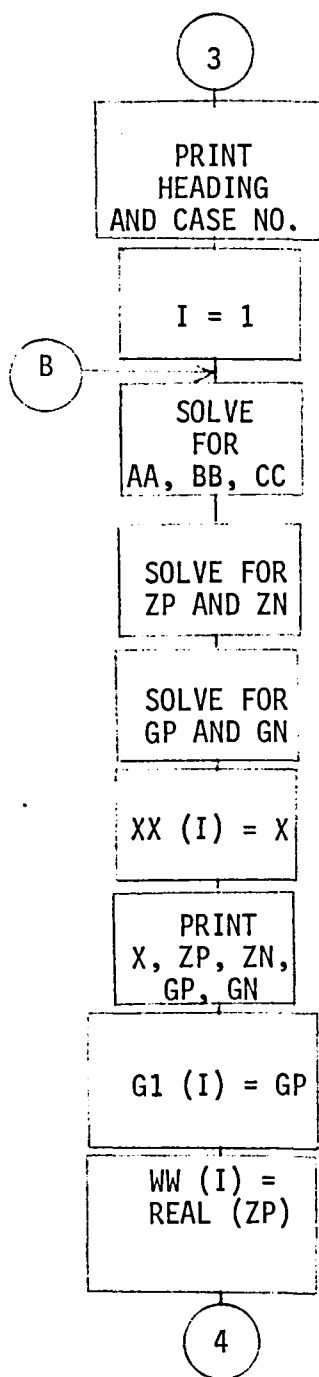 3
PRINT
HEADING
AND CASE NO.
I = 1
B
SOLVE
FOR
AA, BB, CC
SOLVE FOR
ZP AND ZN
SOLVE FOR
GP AND GN
XX (I) = X
PRINT
X, ZP, ZN,
GP, GN
G1 (I) = GP
WW (I) =
REAL (ZP)
4